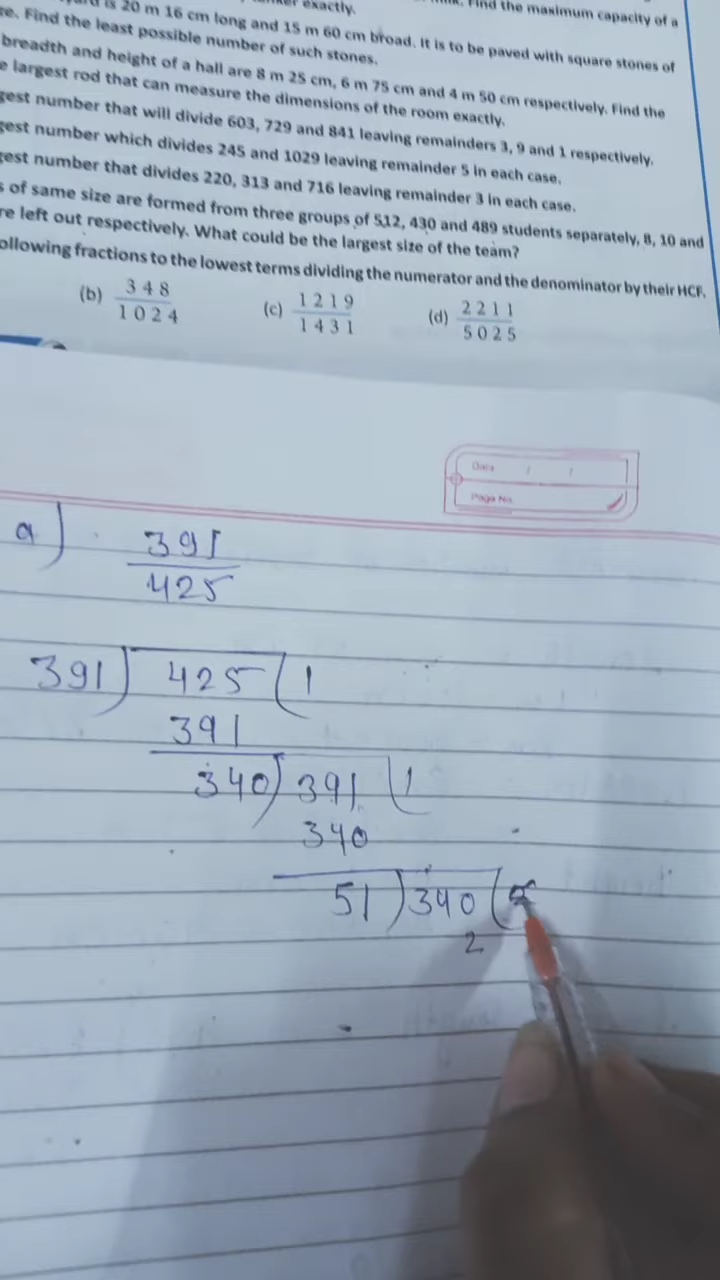 exactly. Find the maximum capacity of a
is 20 m 16 cm long and 15 m 60 cm broad. It is to be paved with square stones of
Find the least possible number of such stones.
breadth and height of a hall are 8 m 25 cm, 6 m 75 cm and 4 m 50 cm respectively. Find the
largest rod that can measure the dimensions of the room exactly.
number that will divide 603, 729 and 841 leaving remainders 3, 9 and 1 respectively.
number which divides 245 and 1029 leaving remainder 5 in each case.
number that divides 220, 313 and 716 leaving remainder 3 in each case.
of same size are formed from three groups of 512, 430 and 489 students separately, 8, 10 and
left out respectively. What could be the largest size of the team?
fractions to the lowest terms dividing the numerator and the denominator by their HCF.
(b) 348/1024 (c) 1219/1431 (d) 2211/5025
Date / /
Page No.
a) 391
425
391) 425 ( 1
391
340) 391 ( 1
340
51) 340 (
2